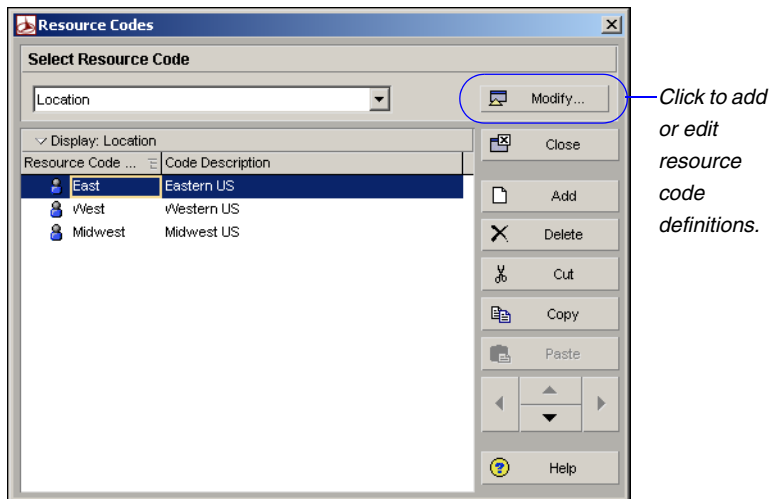 Resource Codes
Select Resource Code
Location
Modify...
Click to add
or edit
resource
code
definitions.
Display: Location
Close
Resource Code ...
Code Description
East
Eastern US
Add
West
Western US
Midwest
Midwest US
Delete
Cut
Copy
Paste
Help